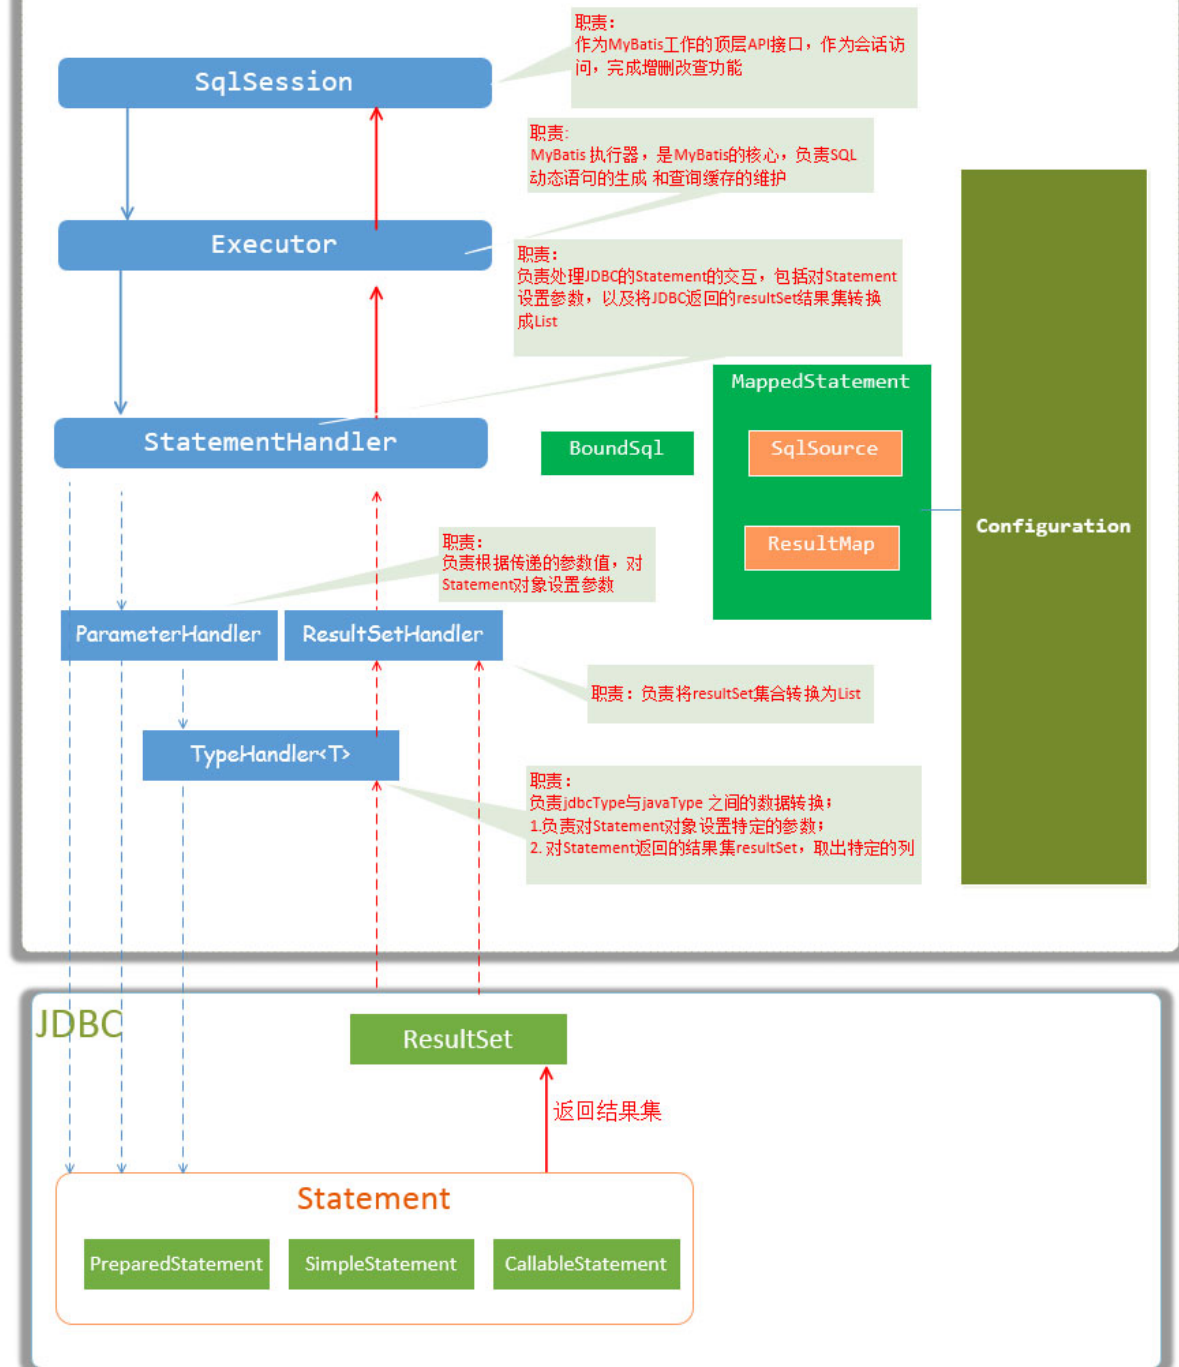 职责：
作为MyBatis工作的顶层API接口，作为会话访
问，完成增删改查功能
SqlSession
职责:
MyBatis 执行器，是MyBatis的核心，负责SQL
动态语句的生成 和查询缓存的维护
Executor
职责：
负责处理JDBC的Statement的交互，包括对Statement
设置参数，以及将JDBC返回的resultSet结果集转换
成List
MappedStatement
StatementHandler
BoundSql
SqlSource
Configuration
ResultMap
职责：
负责根据传递的参数值，对
Statement对象设置参数
ParameterHandler
ResultSetHandler
职责：负责将resultSet集合转换为List
TypeHandler<T>
职责：
负责jdbcType与javaType 之间的数据转换；
1.负责对Statement对象设置特定的参数；
2. 对Statement返回的结果集resultSet，取出特定的列
JDBC
ResultSet
返回结果集
Statement
PreparedStatement
SimpleStatement
CallableStatement